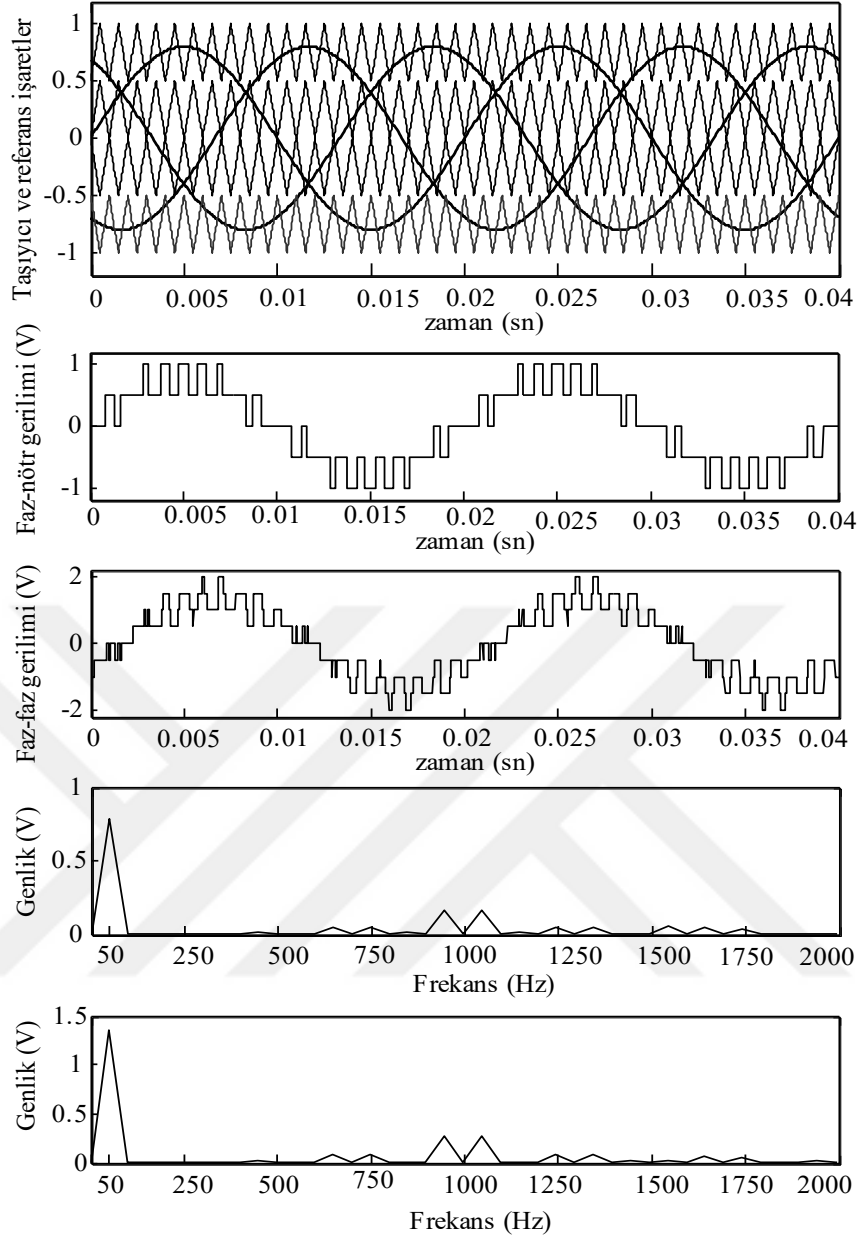 Taşıyıcı ve referans işaretler
1
0.5
0
-0.5
-1
0 0.005 0.01 0.015 0.02 0.025 0.03 0.035 0.04
zaman (sn)
Faz-nötr gerilimi (V)
1
0
-1
0 0.005 0.01 0.015 0.02 0.025 0.03 0.035 0.04
zaman (sn)
Faz-faz gerilimi (V)
2
0
-2
0 0.005 0.01 0.015 0.02 0.025 0.03 0.035 0.04
zaman (sn)
Genlik (V)
1
0.5
0
50 250 500 750 1000 1250 1500 1750 2000
Frekans (Hz)
Genlik (V)
1.5
1
0.5
0
50 250 500 750 1000 1250 1500 1750 2000
Frekans (Hz)